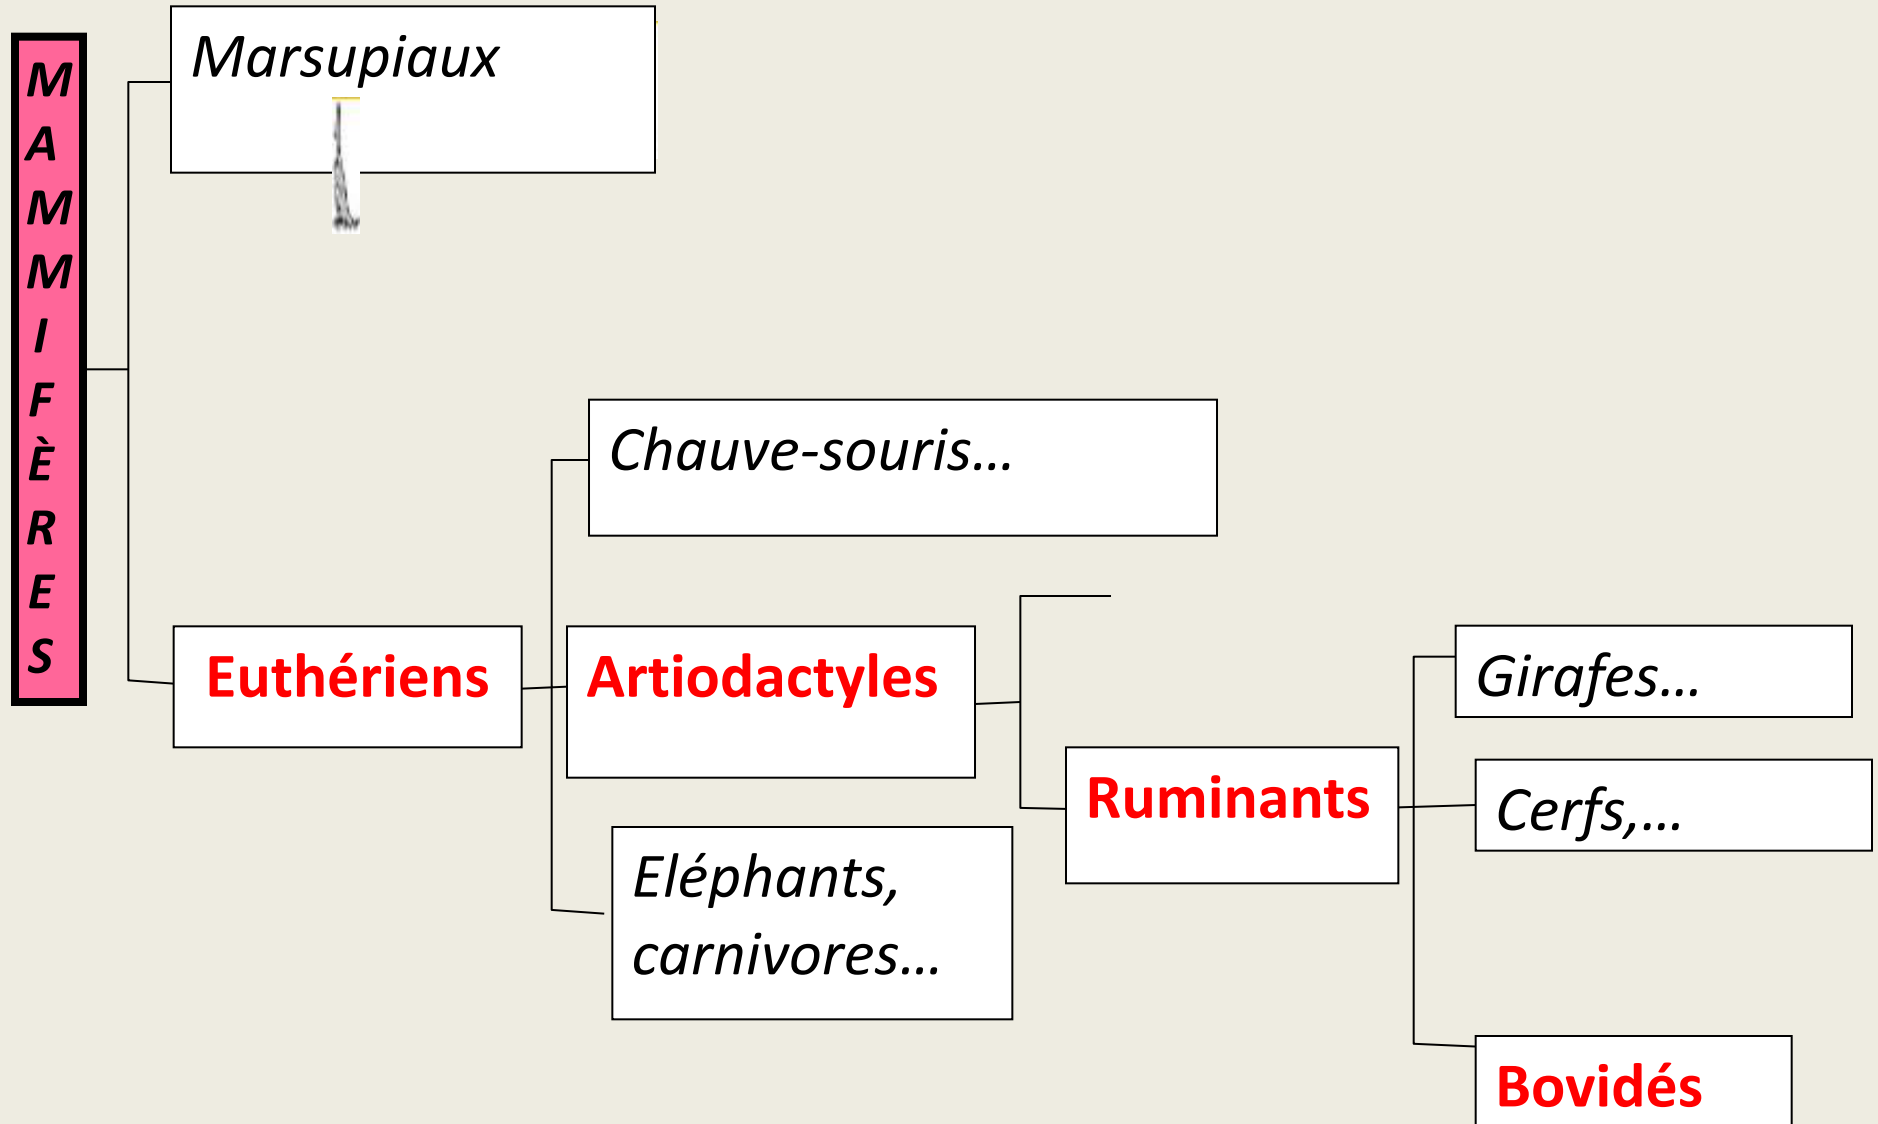 MAMMIFÈRES
Marsupiaux
Chauve-souris...
Euthériens
Artiodactyles
Girafes...
Ruminants
Cerfs,...
Eléphants,
carnivores...
Bovidés